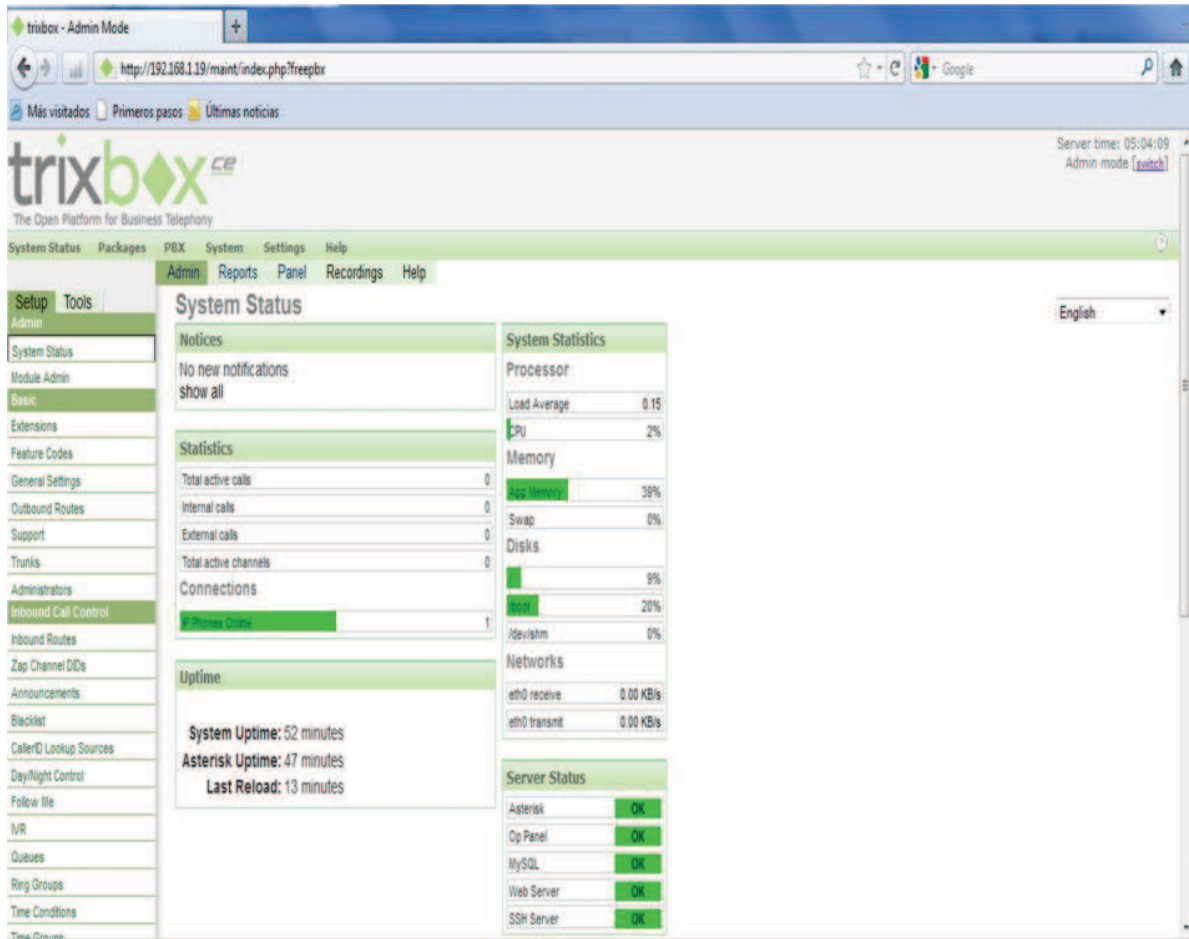 trixbox - Admin Mode
http://192.168.1.19/maint/index.php?freepbx
Google
Más visitados Primeros pasos Últimas noticias
trixbox ce
The Open Platform for Business Telephony
Server time: 05:04:09
Admin mode [switch]
System Status Packages PBX System Settings Help
Admin Reports Panel Recordings Help
Setup Tools
Admin
System Status
Module Admin
Basic
Extensions
Feature Codes
General Settings
Outbound Routes
Support
Trunks
Administrators
Inbound Call Control
Inbound Routes
Zap Channel DIDs
Announcements
Blacklist
CallerID Lookup Sources
Day/Night Control
Follow Me
IVR
Queues
Ring Groups
Time Conditions
Time Groups
System Status
English
Notices
No new notifications
show all
Statistics
Total active calls 0
Internal calls 0
External calls 0
Total active channels 0
Connections
IP Phones Online 1
Uptime
System Uptime: 52 minutes
Asterisk Uptime: 47 minutes
Last Reload: 13 minutes
System Statistics
Processor
Load Average 0.15
CPU 2%
Memory
App Memory 39%
Swap 0%
Disks
/ 9%
/boot 20%
/dev/shm 0%
Networks
eth0 receive 0.00 KB/s
eth0 transmit 0.00 KB/s
Server Status
Asterisk OK
Op Panel OK
MySQL OK
Web Server OK
SSH Server OK